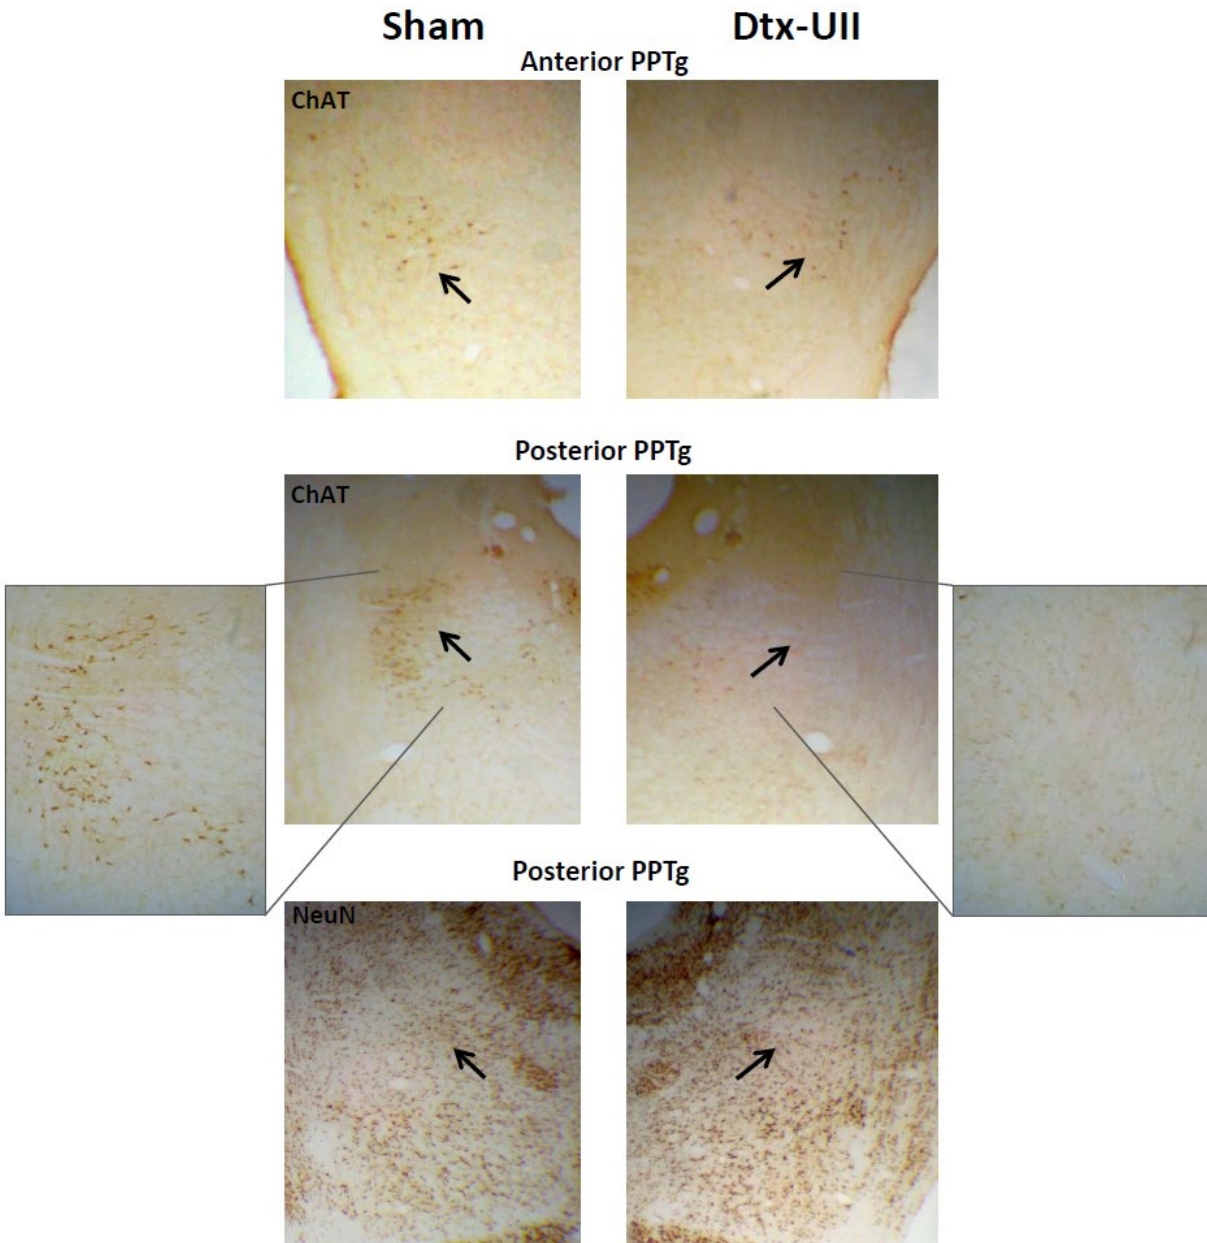 Sham
Dtx-UII
Anterior PPTg
ChAT
Posterior PPTg
ChAT
Posterior PPTg
NeuN